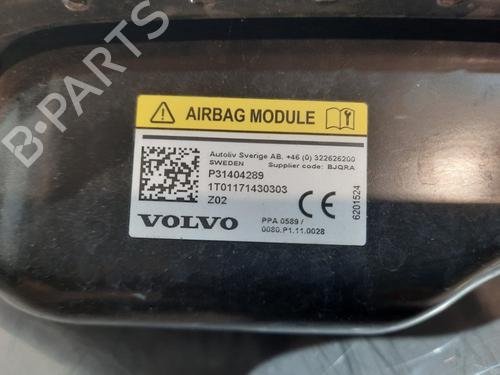 AIRBAG MODULE
Autoliv Sverige AB. +46 (0) 322626200
SWEDEN Supplier code: BJQRA
P31404289
1T01171430303
Z02
VOLVO
PPA 0589 /
0080.P1.11.0028
CE
6201524
B-PARTS